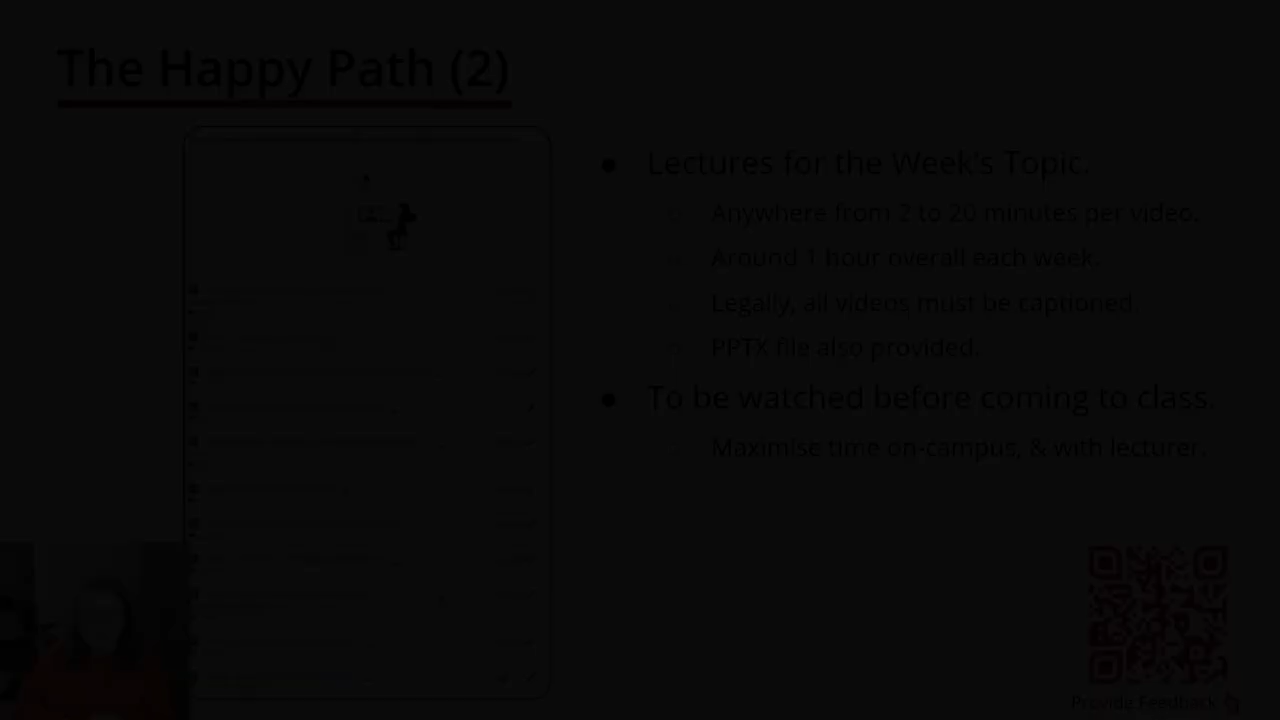 The Happy Path (2)
● Lectures for the Week's Topic.
○ Anywhere from 2 to 20 minutes per video.
○ Around 1 hour overall each week.
○ Legally, all videos must be captioned.
○ PPTX file also provided.
● To be watched before coming to class.
○ Maximise time on-campus, & with lecturer.
Provide Feedback